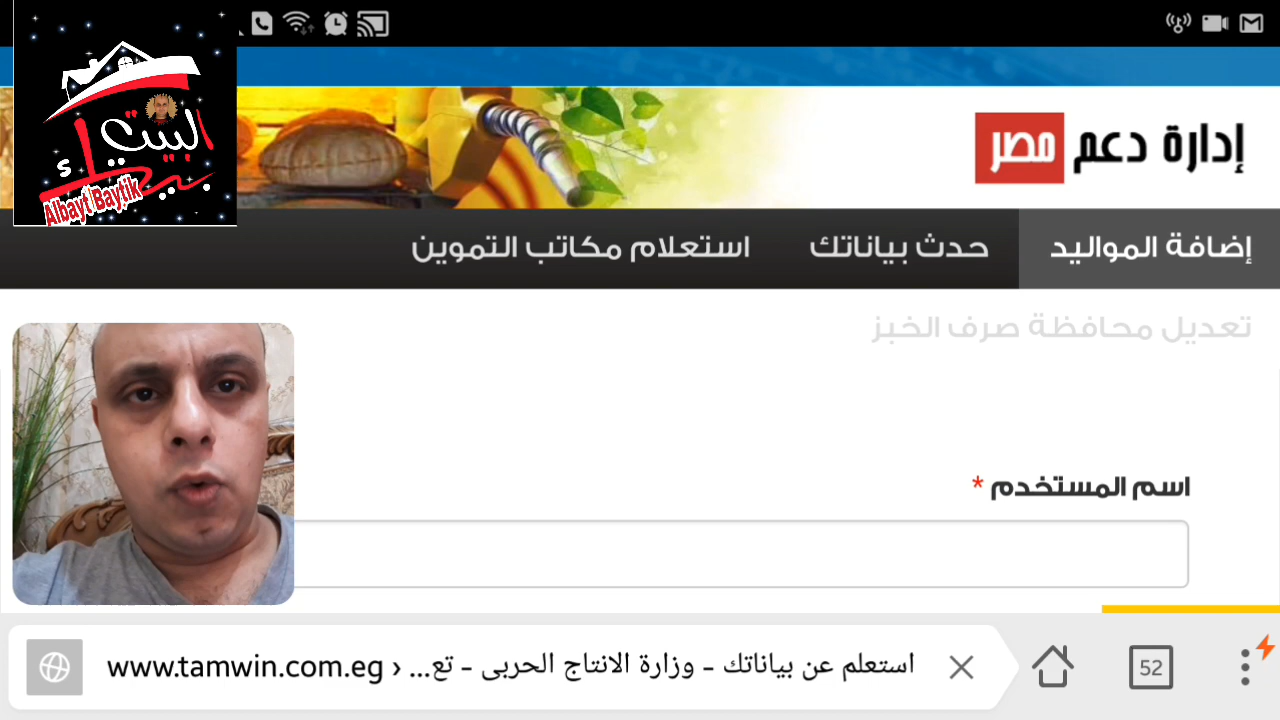 البيت بيتك
Albayt Baytik
إدارة دعم مصر
إضافة المواليد
حدث بياناتك
استعلام مكاتب التموين
تعديل محافظة صرف الخبز
اسم المستخدم *
www.tamwin.com.eg › استعلم عن بياناتك - وزارة الانتاج الحربى - تع...
52